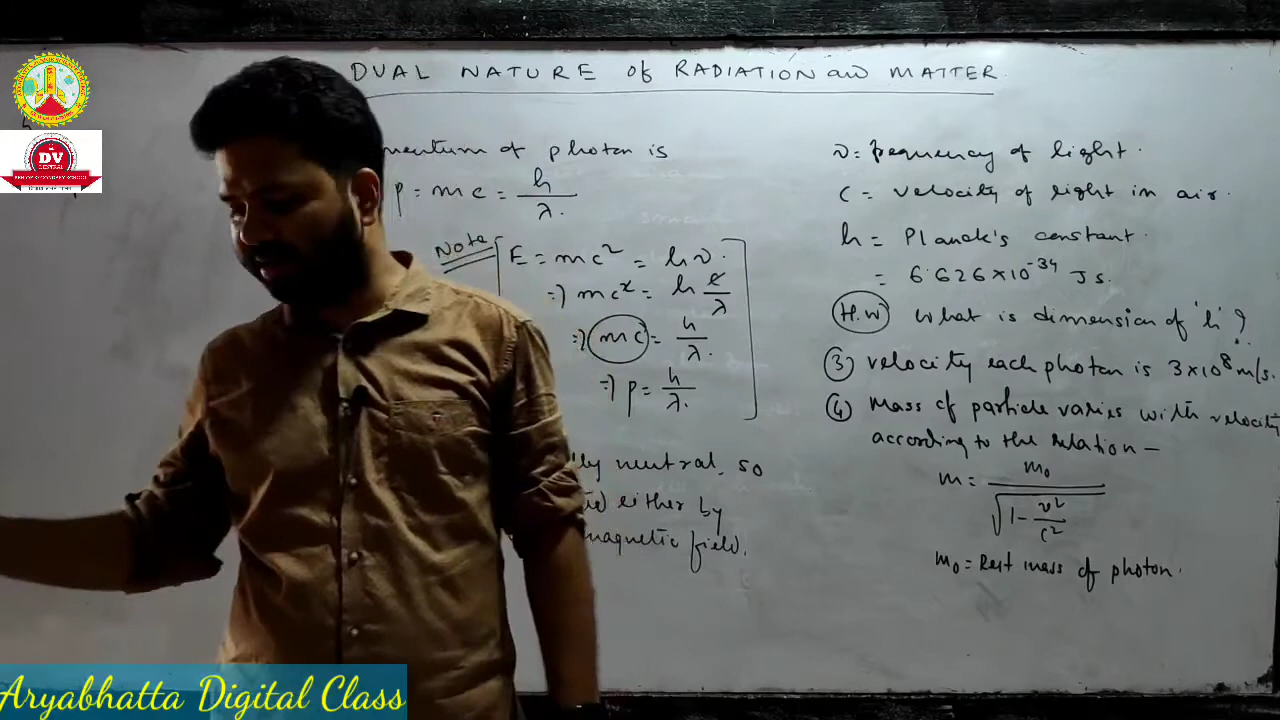 DUAL NATURE of RADIATION and MATTER
mentum of photon is
p = mc = h/λ.
Note
E = mc² = hν.
⇒ mc² = h c/λ
⇒ mc = h/λ.
⇒ p = h/λ.
lly neutral, so
either by
magnetic field.
ν = frequency of light.
c = velocity of light in air.
h = Planck's constant.
= 6.626×10⁻³⁴ Js.
H.W What is dimension of 'h'?
③ velocity each photon is 3×10⁸ m/s.
④ Mass of particle varies with velocity
according to the relation —
m = m₀/√(1 - v²/c²)
m₀ = Rest mass of photon.
DV
CENTRAL
Aryabhatta Digital Class